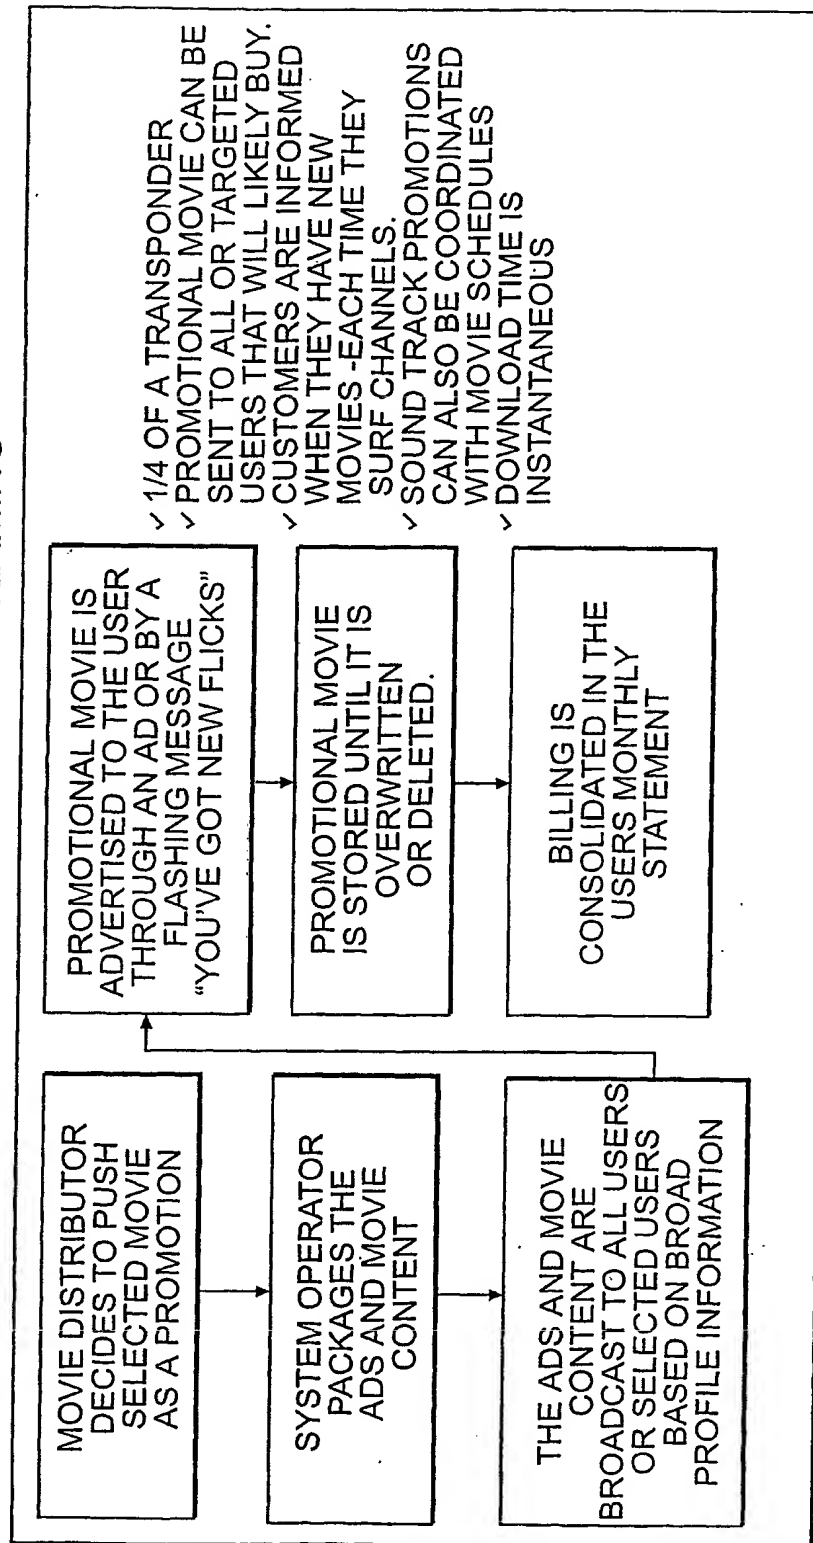 MOVIE DISTRIBUTOR
DECIDES TO PUSH
SELECTED MOVIE
AS A PROMOTION
SYSTEM OPERATOR
PACKAGES THE
ADS AND MOVIE
CONTENT
THE ADS AND MOVIE
CONTENT ARE
BROADCAST TO ALL USERS
OR SELECTED USERS
BASED ON BROAD
PROFILE INFORMATION
PROMOTIONAL MOVIE IS
ADVERTISED TO THE USER
THROUGH AN AD OR BY A
FLASHING MESSAGE
“YOU'VE GOT NEW FLICKS”
PROMOTIONAL MOVIE
IS STORED UNTIL IT IS
OVERWRITTEN
OR DELETED.
BILLING IS
CONSOLIDATED IN THE
USERS MONTHLY
STATEMENT
✓ 1/4 OF A TRANSPONDER
✓ PROMOTIONAL MOVIE CAN BE
SENT TO ALL OR TARGETED
USERS THAT WILL LIKELY BUY.
✓ CUSTOMERS ARE INFORMED
WHEN THEY HAVE NEW
MOVIES -EACH TIME THEY
SURF CHANNELS.
✓ SOUND TRACK PROMOTIONS
CAN ALSO BE COORDINATED
WITH MOVIE SCHEDULES
✓ DOWNLOAD TIME IS
INSTANTANEOUS